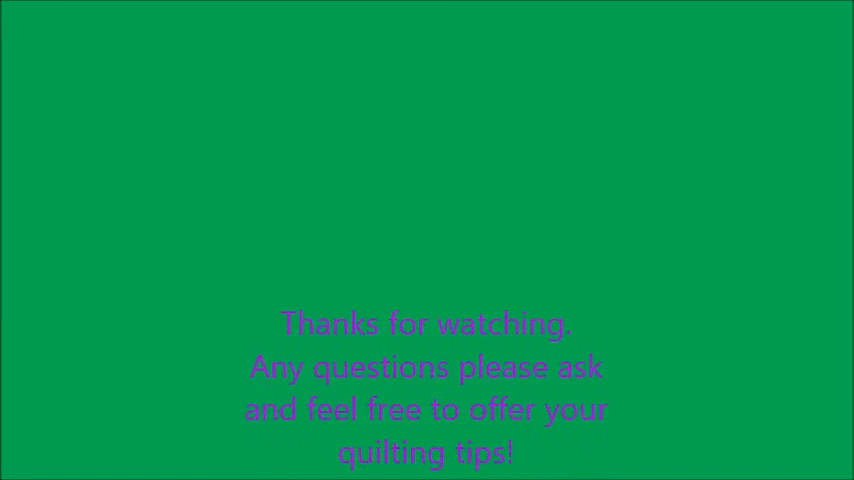 Thanks for watching.
Any questions please ask
and feel free to offer your
quilting tips!